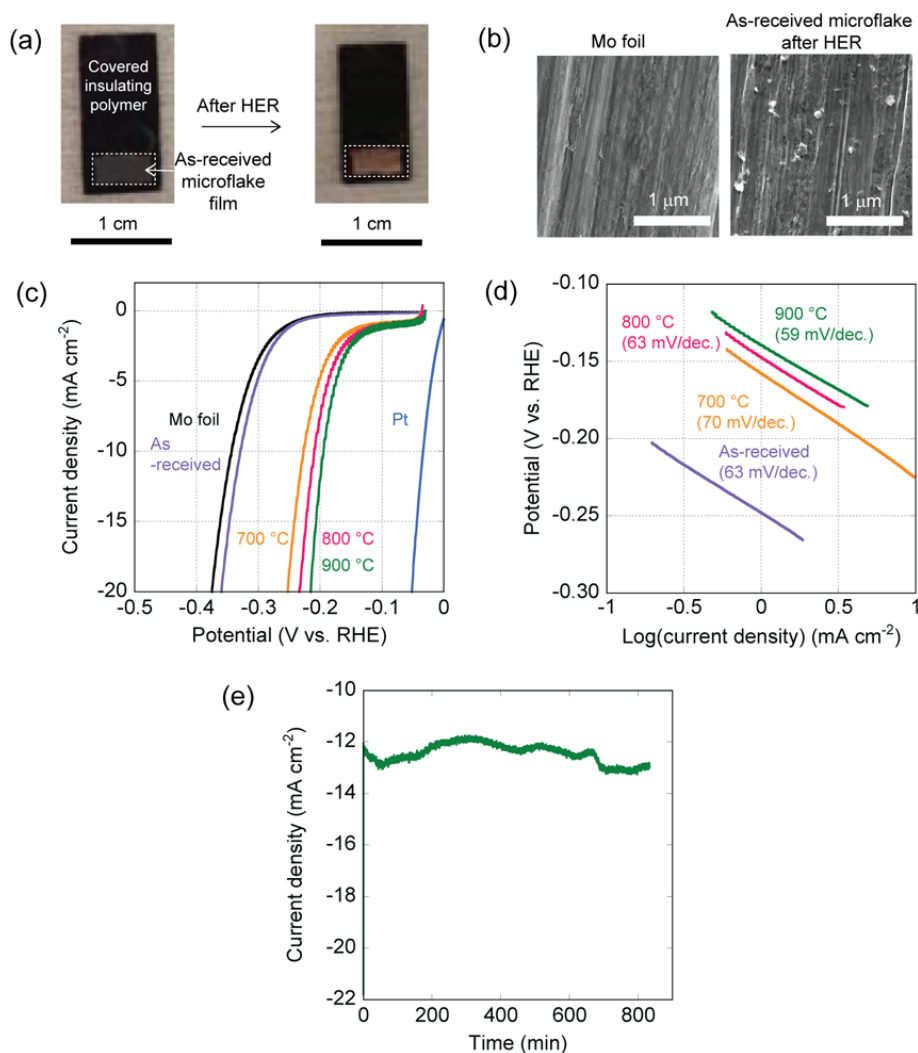 (a)
Covered
insulating
polymer
After HER
As-received
microflake
film
1 cm
1 cm
(b)
Mo foil
As-received microflake
after HER
1 μm
1 μm
(c)
Current density (mA cm-2)
0
-5
-10
-15
-20
Mo foil
As
-received
Pt
700 °C
800 °C
900 °C
-0.5
-0.4
-0.3
-0.2
-0.1
0
Potential (V vs. RHE)
(d)
Potential (V vs. RHE)
-0.10
-0.15
-0.20
-0.25
-0.30
800 °C
(63 mV/dec.)
900 °C
(59 mV/dec.)
700 °C
(70 mV/dec.)
As-received
(63 mV/dec.)
-1
-0.5
0
0.5
1
Log(current density) (mA cm-2)
(e)
Current density (mA cm-2)
-10
-12
-14
-16
-18
-20
-22
0
200
400
600
800
Time (min)